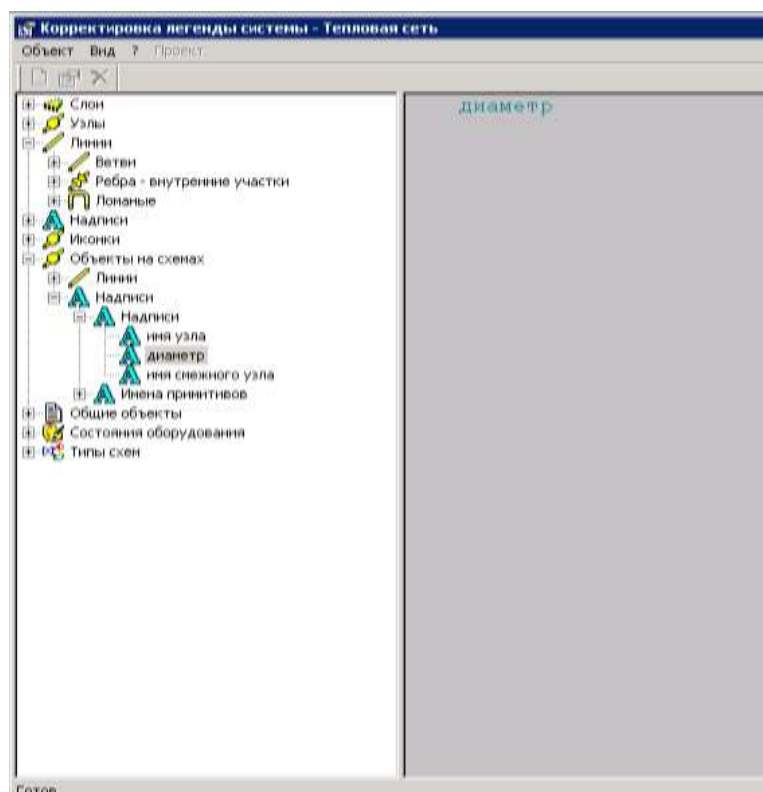 Корректировка легенды системы - Тепловая сеть
Объект Вид ? Проект
Слои
Узлы
Линии
Ветви
Ребра - внутренние участки
Ломаные
Надписи
Иконки
Объекты на схемах
Линии
Надписи
Надписи
имя узла
диаметр
имя смежного узла
Имена примитивов
Общие объекты
Состояния оборудования
Типы схем
диаметр
Готов